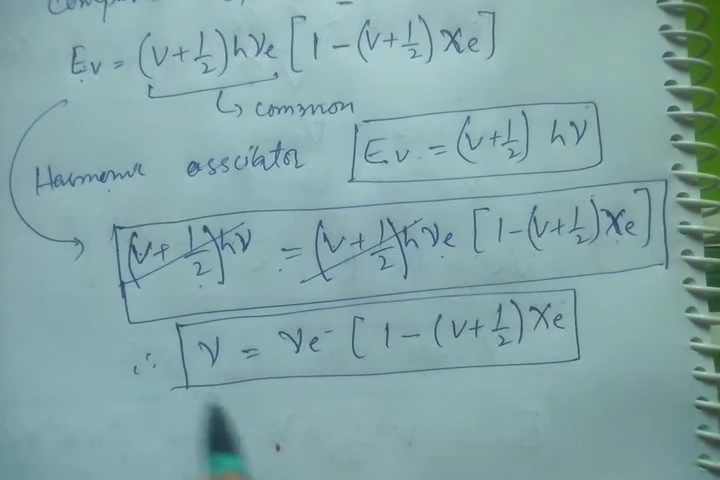 Ev = (v+1/2)hνe [1-(v+1/2)Xe]
↳ common
Harmonic asscilator Ev. = (v+1/2) hν
(v+1/2)hν = (v+1/2)hνe [1-(v+1/2)Xe]
∴ ν = νe- [1-(v+1/2)Xe